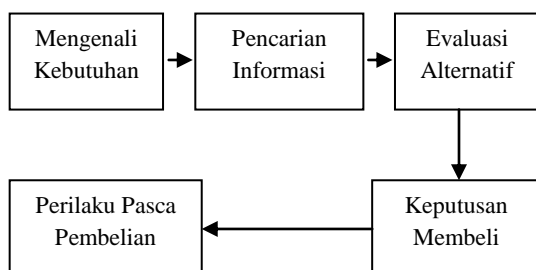 Mengenali
Kebutuhan
Pencarian
Informasi
Evaluasi
Alternatif
Keputusan
Membeli
Perilaku Pasca
Pembelian